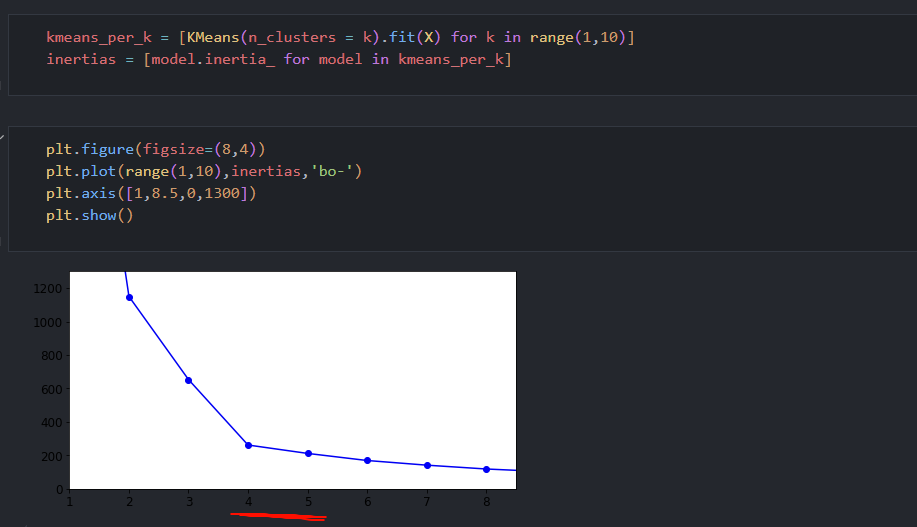 kmeans_per_k = [KMeans(n_clusters = k).fit(X) for k in range(1,10)]
inertias = [model.inertia_ for model in kmeans_per_k]
plt.figure(figsize=(8,4))
plt.plot(range(1,10),inertias,'bo-')
plt.axis([1,8.5,0,1300])
plt.show()
1200
1000
800
600
400
200
0
1 2 3 4 5 6 7 8